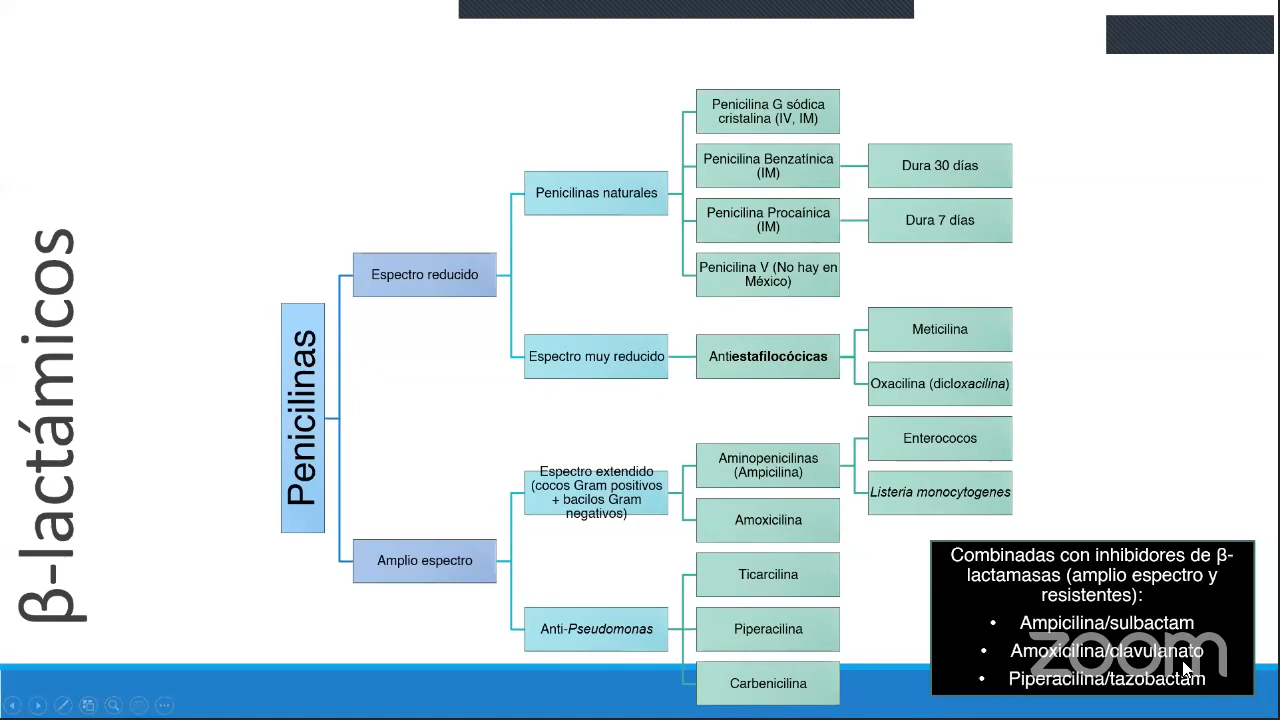 β-lactámicos
Penicilinas
Espectro reducido
Penicilinas naturales
Penicilina G sódica
cristalina (IV, IM)
Penicilina Benzatínica
(IM)
Dura 30 días
Penicilina Procaínica
(IM)
Dura 7 días
Penicilina V (No hay en
México)
Espectro muy reducido
Antiestafilocócicas
Meticilina
Oxacilina (dicloxacilina)
Amplio espectro
Espectro extendido
(cocos Gram positivos
+ bacilos Gram
negativos)
Aminopenicilinas
(Ampicilina)
Enterococos
Listeria monocytogenes
Amoxicilina
Anti-Pseudomonas
Ticarcilina
Piperacilina
Carbenicilina
Combinadas con inhibidores de β-
lactamasas (amplio espectro y
resistentes):
• Ampicilina/sulbactam
• Amoxicilina/clavulanato
• Piperacilina/tazobactam
zoom